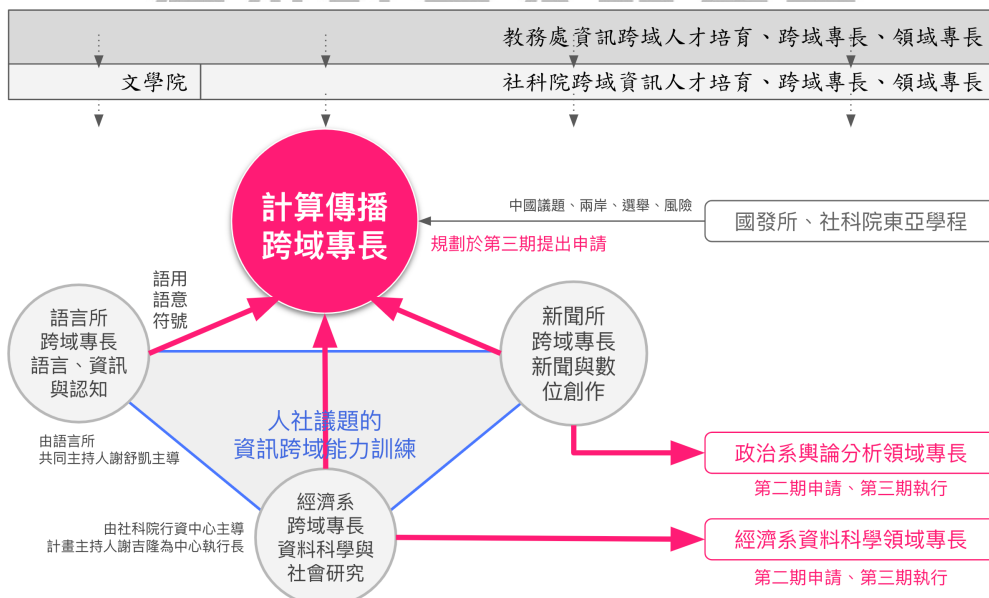 教務處資訊跨域人才培育、跨域專長、領域專長
文學院
社科院跨域資訊人才培育、跨域專長、領域專長
計算傳播
跨域專長
中國議題、兩岸、選舉、風險
規劃於第三期提出申請
國發所、社科院東亞學程
語用
語意
符號
語言所
跨域專長
語言、資訊
與認知
新聞所
跨域專長
新聞與數
位創作
人社議題的
資訊跨域能力訓練
由語言所
共同主持人謝舒凱主導
政治系輿論分析領域專長
第二期申請、第三期執行
經濟系
跨域專長
資料科學與
社會研究
由社科院行資中心主導
計畫主持人謝吉隆為中心執行長
經濟系資料科學領域專長
第二期申請、第三期執行